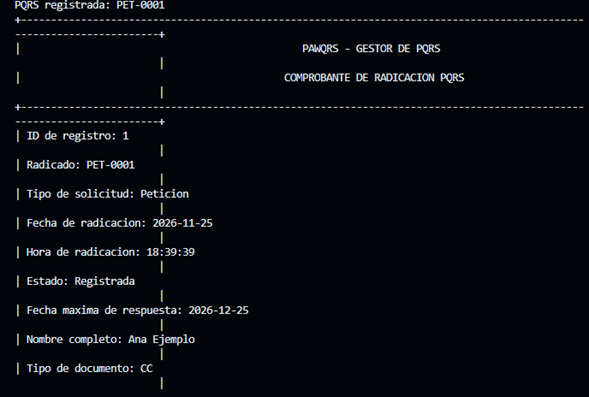 PQRS registrada: PET-0001
+---------------------------------------------------------------------------------------------
------------------------+
| PAWQRS - GESTOR DE PQRS
|
| COMPROBANTE DE RADICACION PQRS
|
+---------------------------------------------------------------------------------------------
------------------------+
| ID de registro: 1
|
| Radicado: PET-0001
|
| Tipo de solicitud: Peticion
|
| Fecha de radicacion: 2026-11-25
|
| Hora de radicacion: 18:39:39
|
| Estado: Registrada
|
| Fecha maxima de respuesta: 2026-12-25
|
| Nombre completo: Ana Ejemplo
|
| Tipo de documento: CC
|